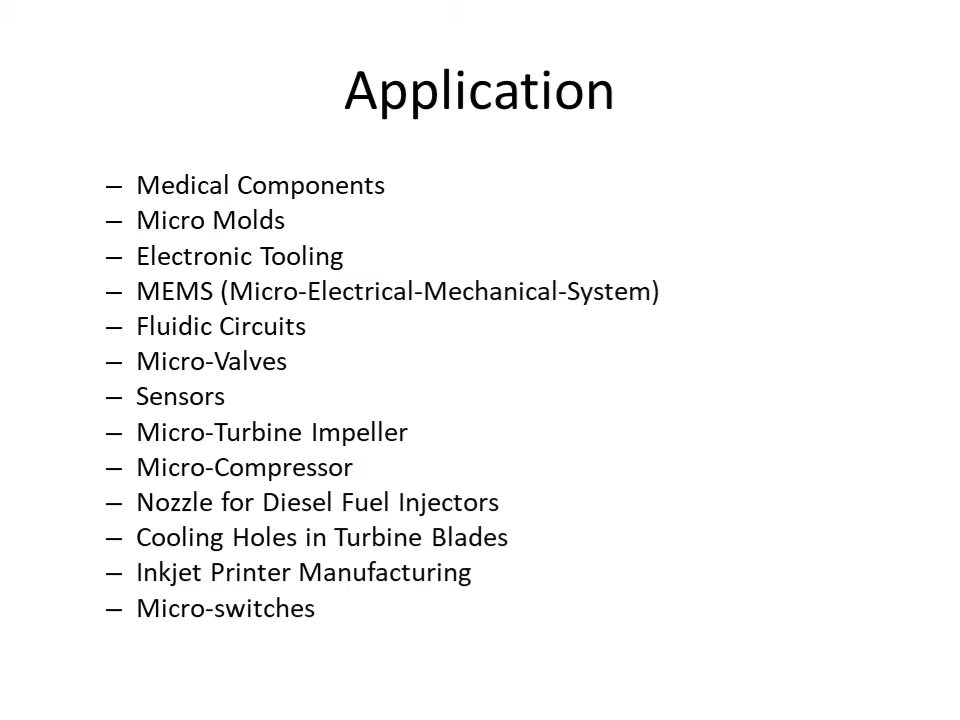 Application
– Medical Components
– Micro Molds
– Electronic Tooling
– MEMS (Micro-Electrical-Mechanical-System)
– Fluidic Circuits
– Micro-Valves
– Sensors
– Micro-Turbine Impeller
– Micro-Compressor
– Nozzle for Diesel Fuel Injectors
– Cooling Holes in Turbine Blades
– Inkjet Printer Manufacturing
– Micro-switches